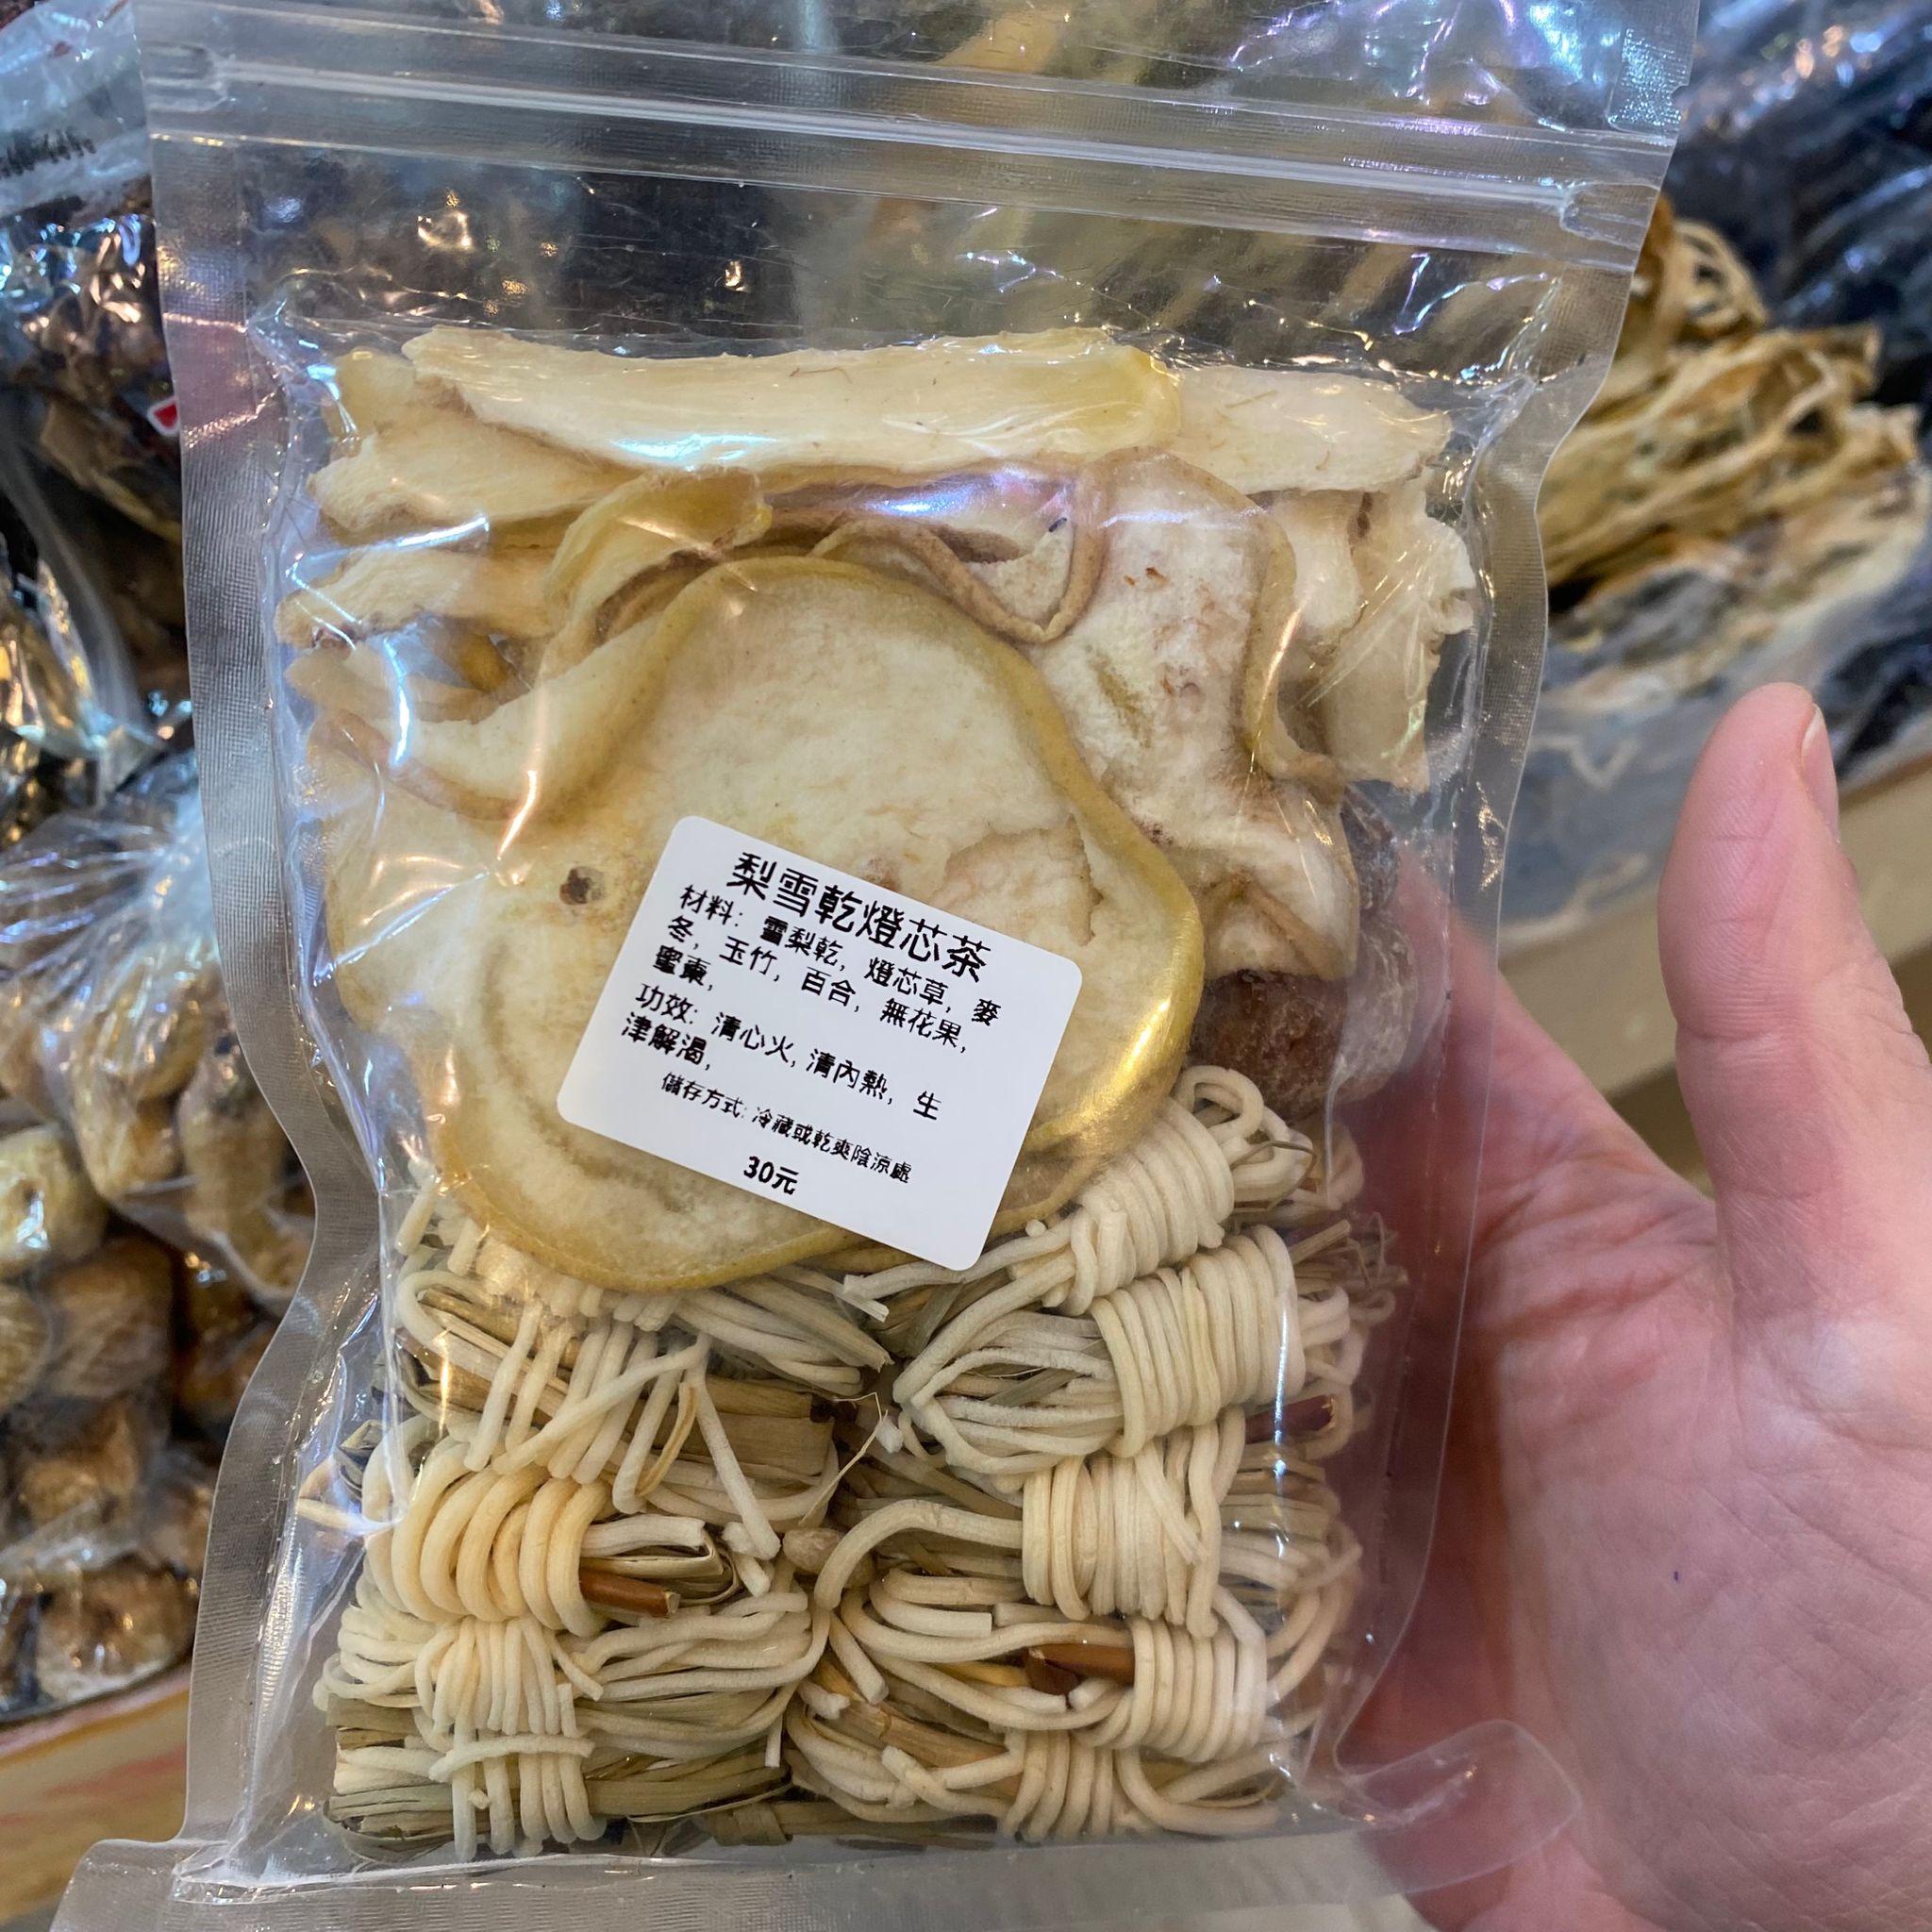 梨雪乾燈芯茶
材料: 雪梨乾, 燈芯草, 麥
冬, 玉竹, 百合, 無花果,
蜜棗,
功效: 清心火, 清內熱, 生
津解渴,
儲存方式: 冷藏或乾爽陰涼處
30元